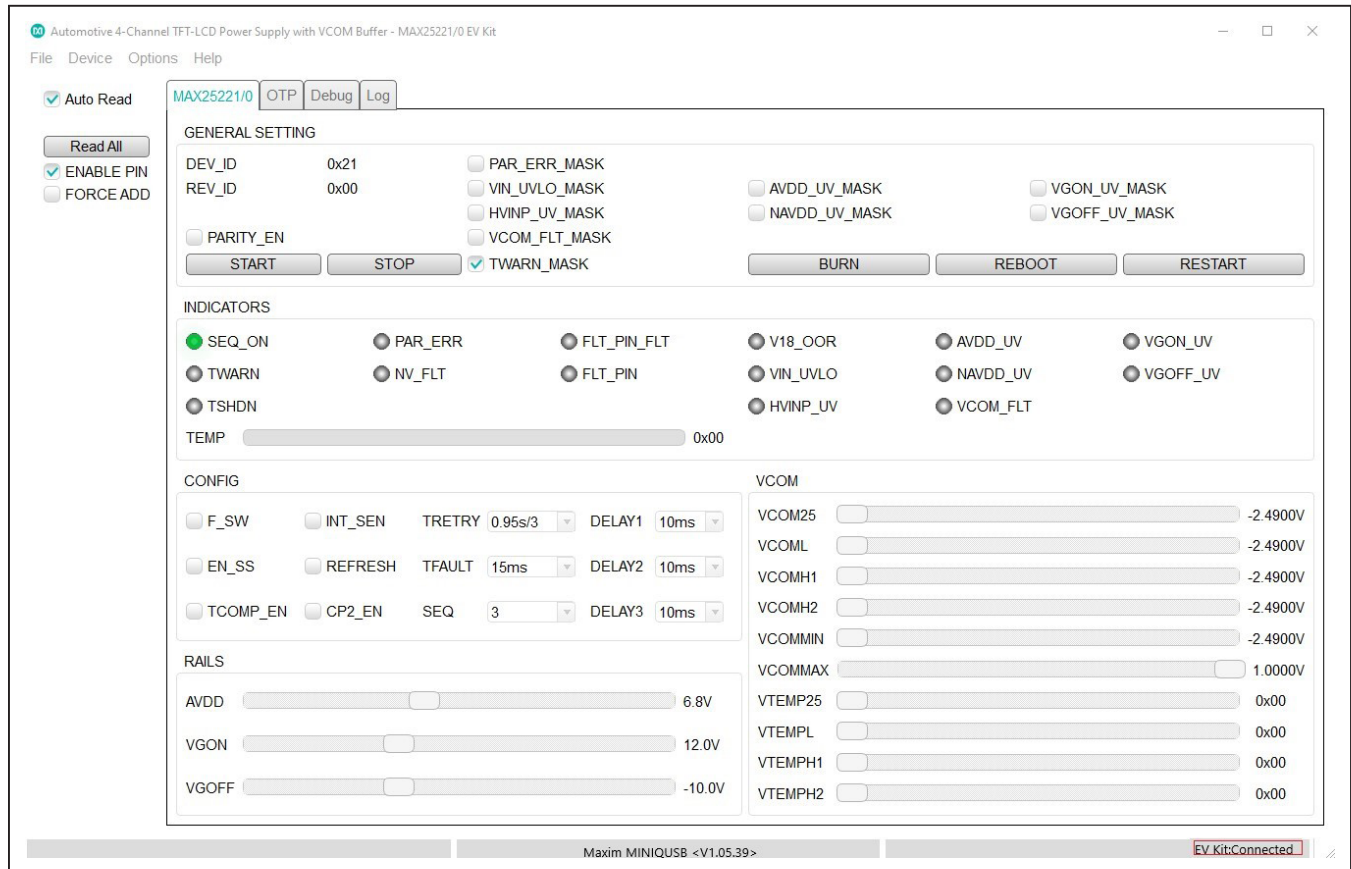 Automotive 4-Channel TFT-LCD Power Supply with VCOM Buffer - MAX25221/0 EV Kit
File Device Options Help
Auto Read
Read All
ENABLE PIN
FORCE ADD
MAX25221/0 OTP Debug Log
GENERAL SETTING
DEV_ID 0x21 PAR_ERR_MASK
REV_ID 0x00 VIN_UVLO_MASK AVDD_UV_MASK VGON_UV_MASK
HVINP_UV_MASK NAVDD_UV_MASK VGOFF_UV_MASK
PARITY_EN VCOM_FLT_MASK
START STOP TWARN_MASK BURN REBOOT RESTART
INDICATORS
SEQ_ON PAR_ERR FLT_PIN_FLT V18_OOR AVDD_UV VGON_UV
TWARN NV_FLT FLT_PIN VIN_UVLO NAVDD_UV VGOFF_UV
TSHDN HVINP_UV VCOM_FLT
TEMP 0x00
CONFIG
F_SW INT_SEN TRETRY 0.95s/3 DELAY1 10ms
EN_SS REFRESH TFAULT 15ms DELAY2 10ms
TCOMP_EN CP2_EN SEQ 3 DELAY3 10ms
RAILS
AVDD 6.8V
VGON 12.0V
VGOFF -10.0V
VCOM
VCOM25 -2.4900V
VCOML -2.4900V
VCOMH1 -2.4900V
VCOMH2 -2.4900V
VCOMMIN -2.4900V
VCOMMAX 1.0000V
VTEMP25 0x00
VTEMPL 0x00
VTEMPH1 0x00
VTEMPH2 0x00
Maxim MINIQUSB <V1.05.39> EV Kit:Connected